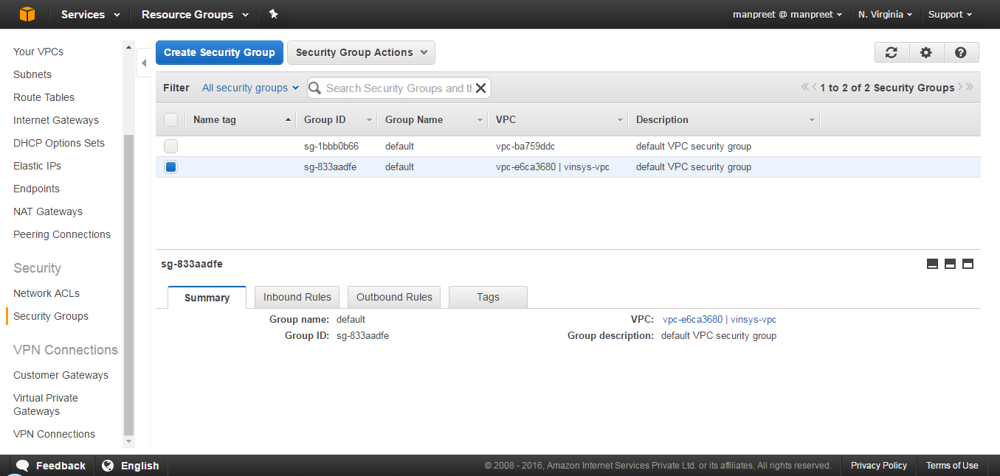 Services Resource Groups manpreet @ manpreet N. Virginia Support
Your VPCs
Subnets
Route Tables
Internet Gateways
DHCP Options Sets
Elastic IPs
Endpoints
NAT Gateways
Peering Connections
Security
Network ACLs
Security Groups
VPN Connections
Customer Gateways
Virtual Private
Gateways
VPN Connections
Create Security Group Security Group Actions
Filter All security groups Search Security Groups and th 1 to 2 of 2 Security Groups
Name tag Group ID Group Name VPC Description
sg-1bbb0b66 default vpc-ba759ddc default VPC security group
sg-833aadfe default vpc-e6ca3680 | vinsys-vpc default VPC security group
sg-833aadfe
Summary Inbound Rules Outbound Rules Tags
Group name: default VPC: vpc-e6ca3680 | vinsys-vpc
Group ID: sg-833aadfe Group description: default VPC security group
Feedback English © 2008 - 2016, Amazon Internet Services Private Ltd. or its affiliates. All rights reserved. Privacy Policy Terms of Use